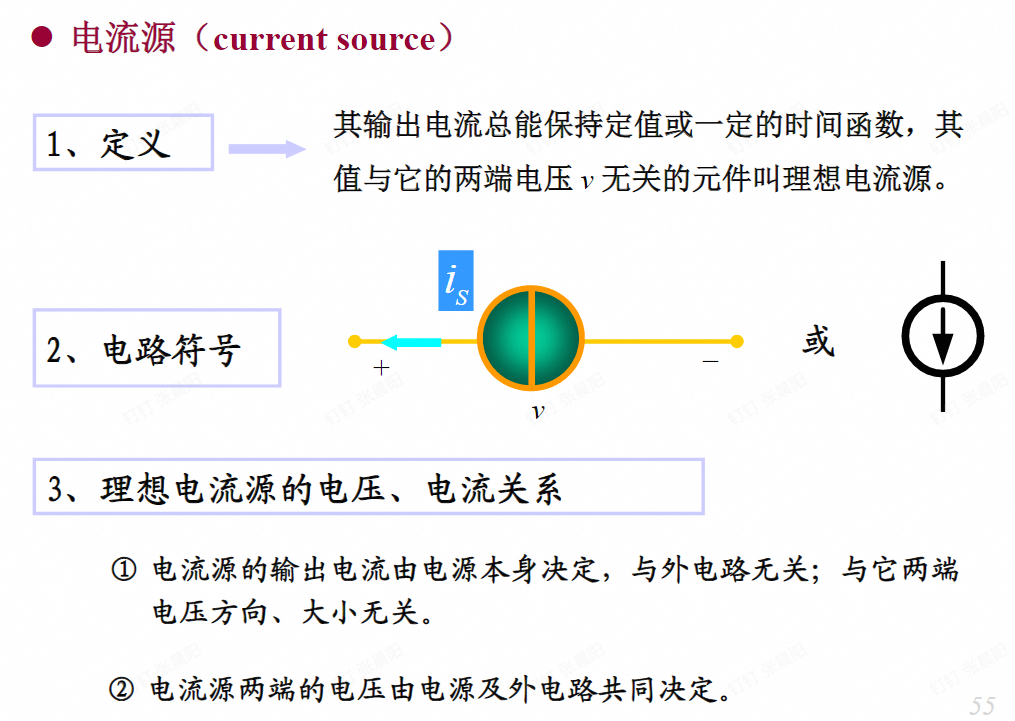 ● 电流源（current source）
1、定义
其输出电流总能保持定值或一定的时间函数，其
值与它的两端电压 v 无关的元件叫理想电流源。
2、电路符号
iS
+
−
v
或
3、理想电流源的电压、电流关系
① 电流源的输出电流由电源本身决定，与外电路无关；与它两端
电压方向、大小无关。
② 电流源两端的电压由电源及外电路共同决定。
55
钉钉 张晨阳